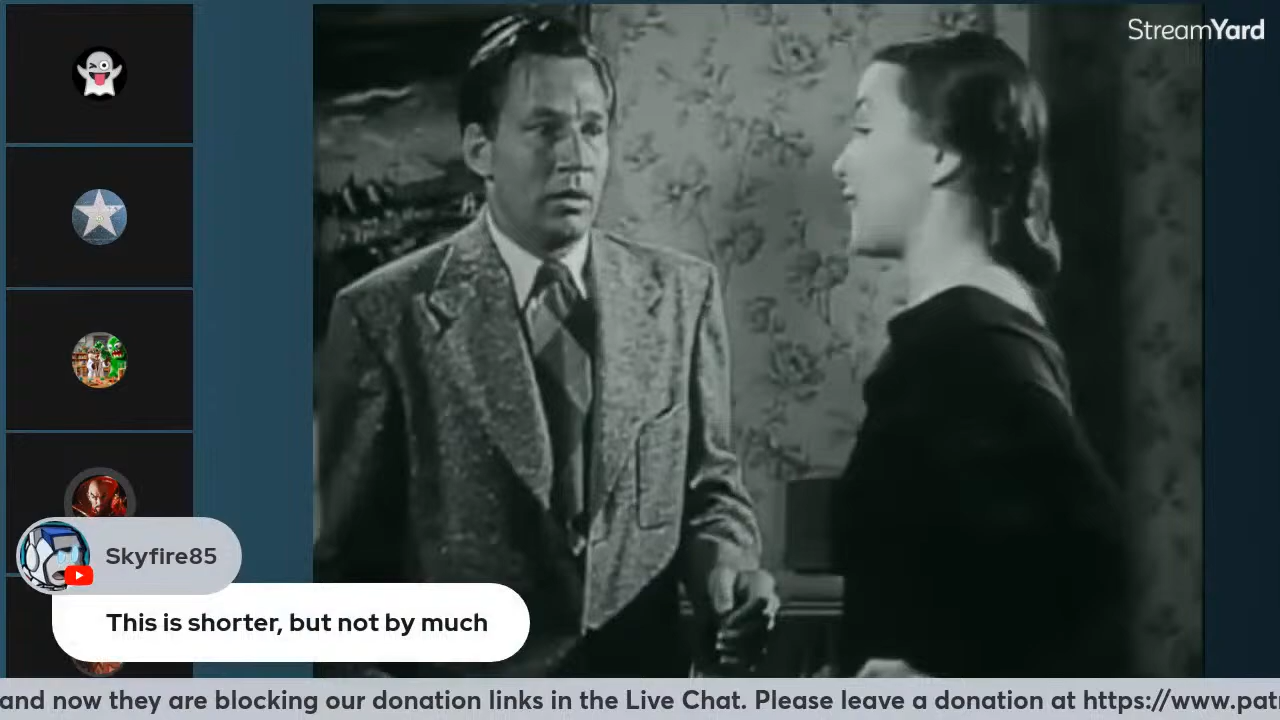 StreamYard
Skyfire85
This is shorter, but not by much
and now they are blocking our donation links in the Live Chat. Please leave a donation at https://www.pat